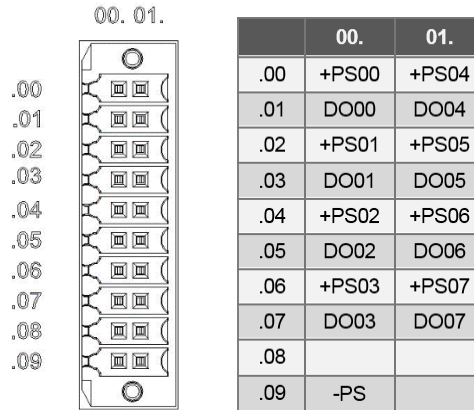 00. 01.
.00
.01
.02
.03
.04
.05
.06
.07
.08
.09
00. 01.
.00 +PS00 +PS04
.01 DO00 DO04
.02 +PS01 +PS05
.03 DO01 DO05
.04 +PS02 +PS06
.05 DO02 DO06
.06 +PS03 +PS07
.07 DO03 DO07
.08
.09 -PS